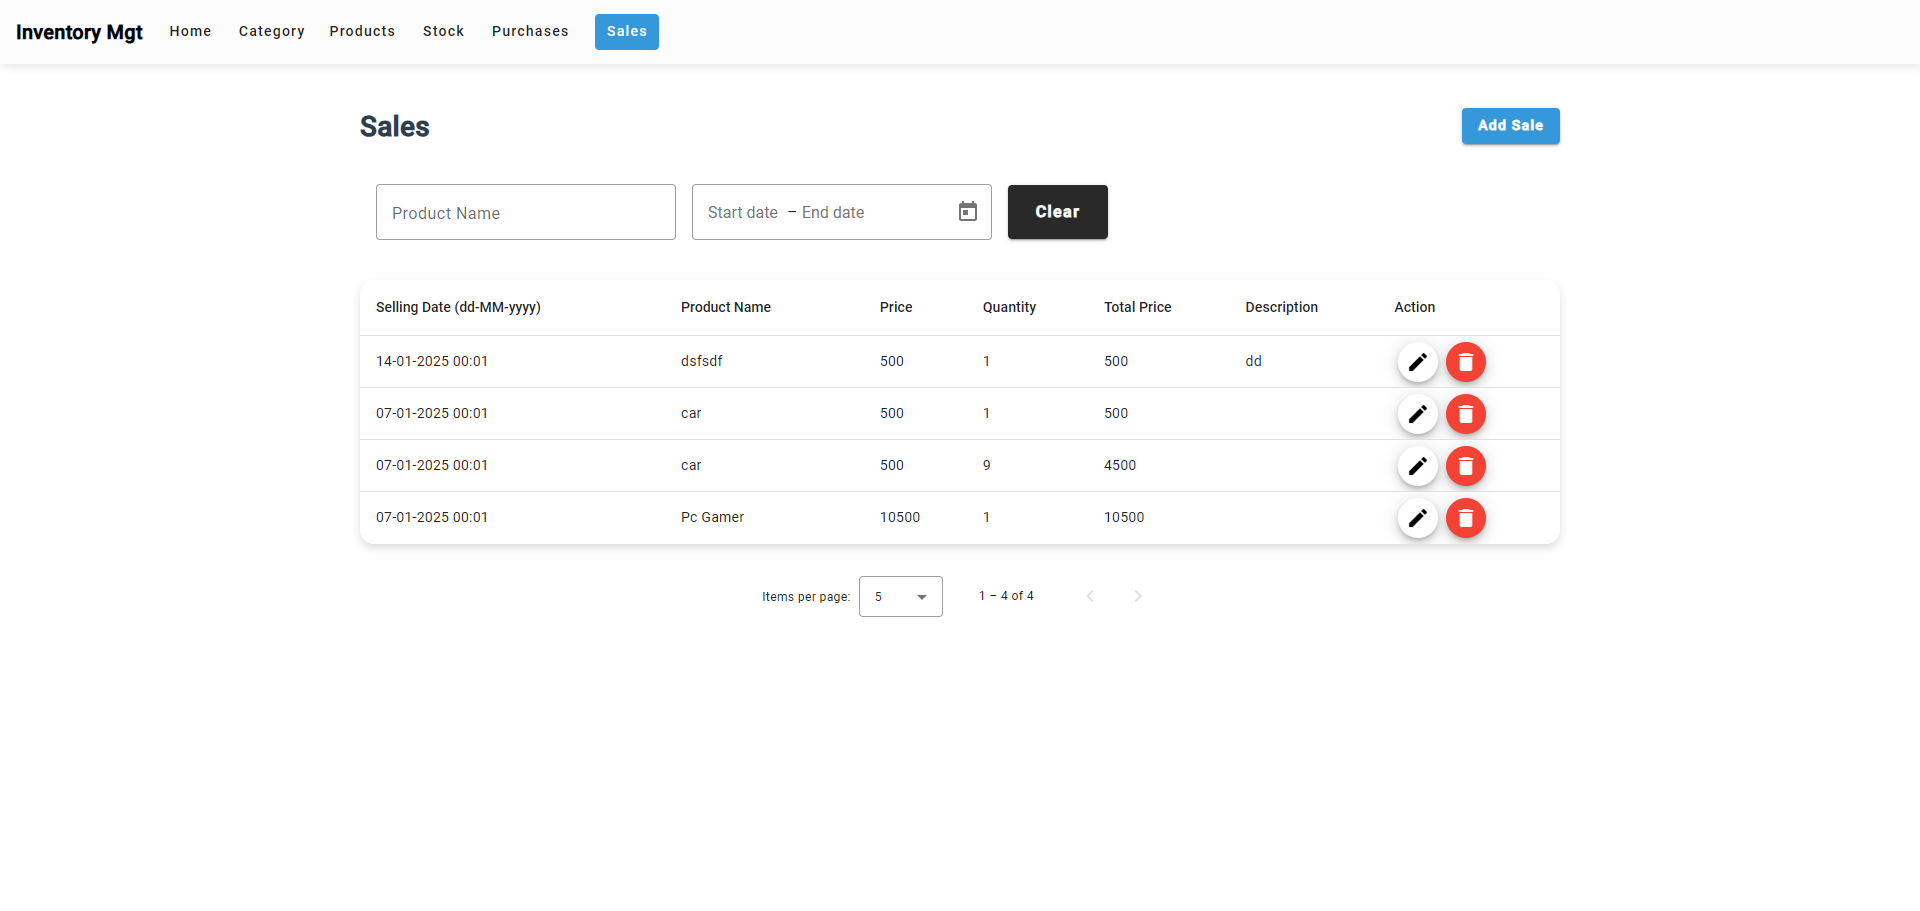 Inventory Mgt Home Category Products Stock Purchases Sales
Sales Add Sale
Product Name Start date – End date Clear
Selling Date (dd-MM-yyyy) Product Name Price Quantity Total Price Description Action
14-01-2025 00:01 dsfsdf 500 1 500 dd
07-01-2025 00:01 car 500 1 500
07-01-2025 00:01 car 500 9 4500
07-01-2025 00:01 Pc Gamer 10500 1 10500
Items per page: 5 1 – 4 of 4